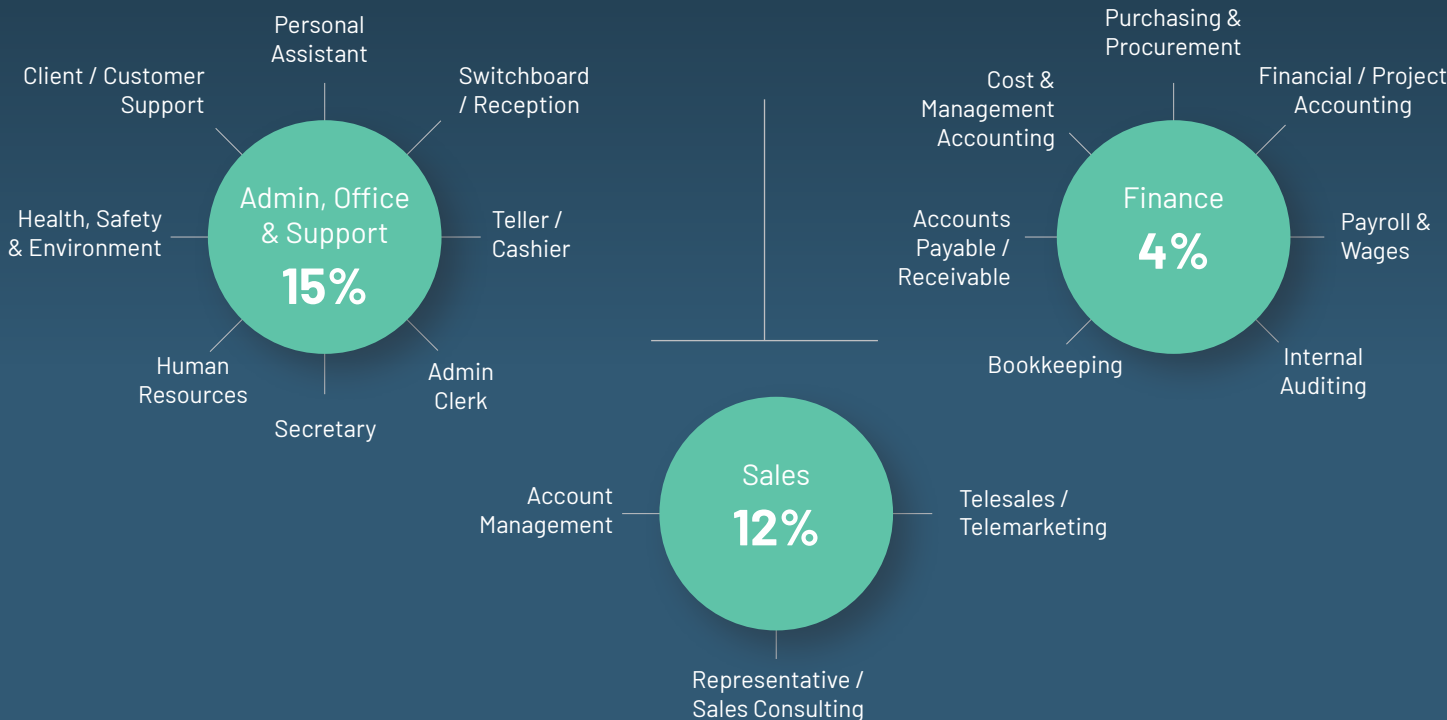 Personal
Assistant
Client / Customer
Support
Switchboard
/ Reception
Health, Safety
& Environment
Admin, Office
& Support
15%
Teller /
Cashier
Human
Resources
Secretary
Admin
Clerk
Purchasing &
Procurement
Cost &
Management
Accounting
Financial / Project
Accounting
Accounts
Payable /
Receivable
Finance
4%
Payroll &
Wages
Bookkeeping
Internal
Auditing
Account
Management
Sales
12%
Telesales /
Telemarketing
Representative /
Sales Consulting